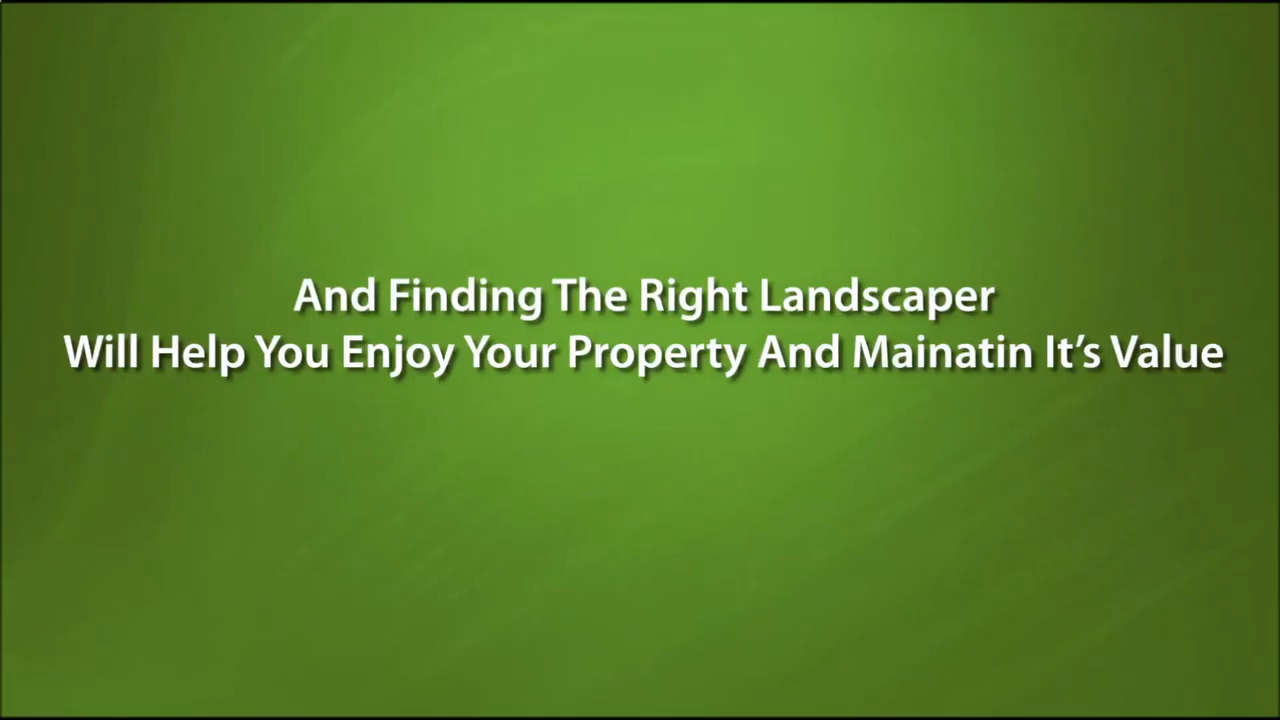 And Finding The Right Landscaper
Will Help You Enjoy Your Property And Mainatin It’s Value